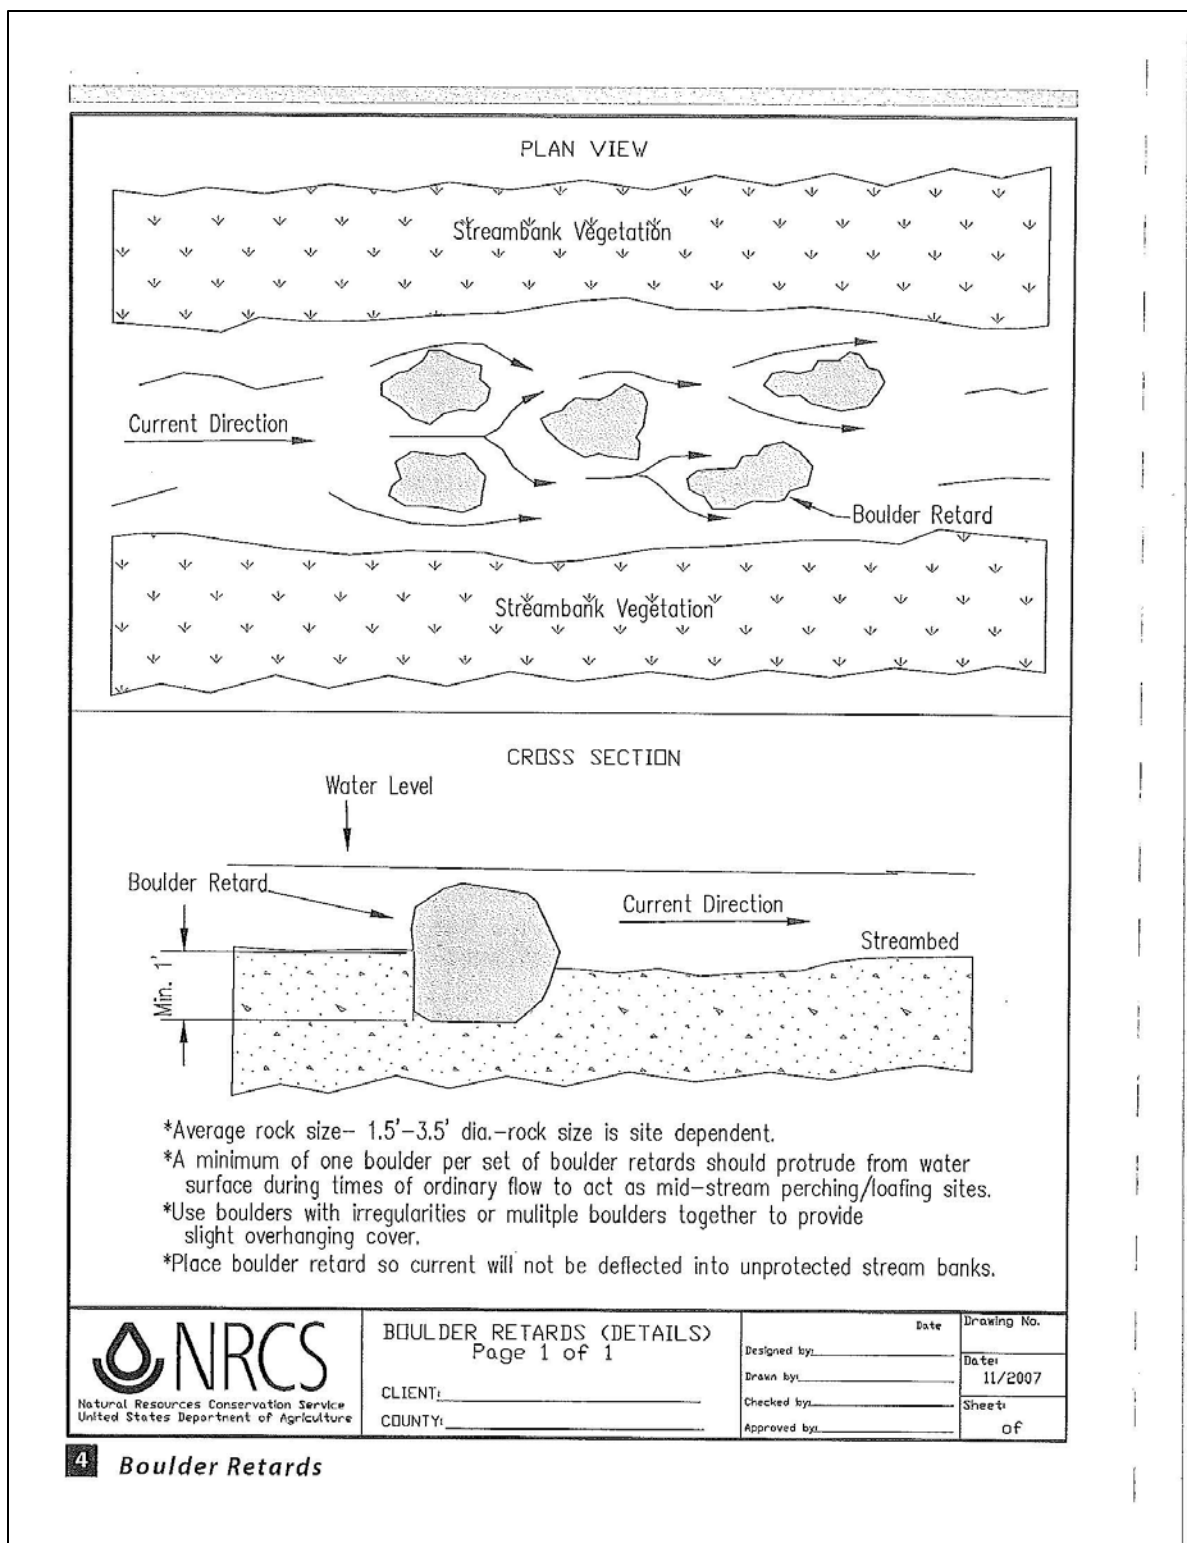 PLAN VIEW
Streambank Vegetation
Current Direction
Boulder Retard
Streambank Vegetation
CROSS SECTION
Water Level
Boulder Retard
Current Direction
Streambed
Min. 1'
*Average rock size- 1.5'-3.5' dia.-rock size is site dependent.
*A minimum of one boulder per set of boulder retards should protrude from water
surface during times of ordinary flow to act as mid-stream perching/loafing sites.
*Use boulders with irregularities or mulitple boulders together to provide
slight overhanging cover.
*Place boulder retard so current will not be deflected into unprotected stream banks.
NRCS
Natural Resources Conservation Service
United States Department of Agriculture
BOULDER RETARDS (DETAILS)
Page 1 of 1
CLIENT:
COUNTY:
Date
Designed by:
Drawn by:
Checked by:
Approved by:
Drawing No.
Date:
11/2007
Sheet:
of
4 Boulder Retards